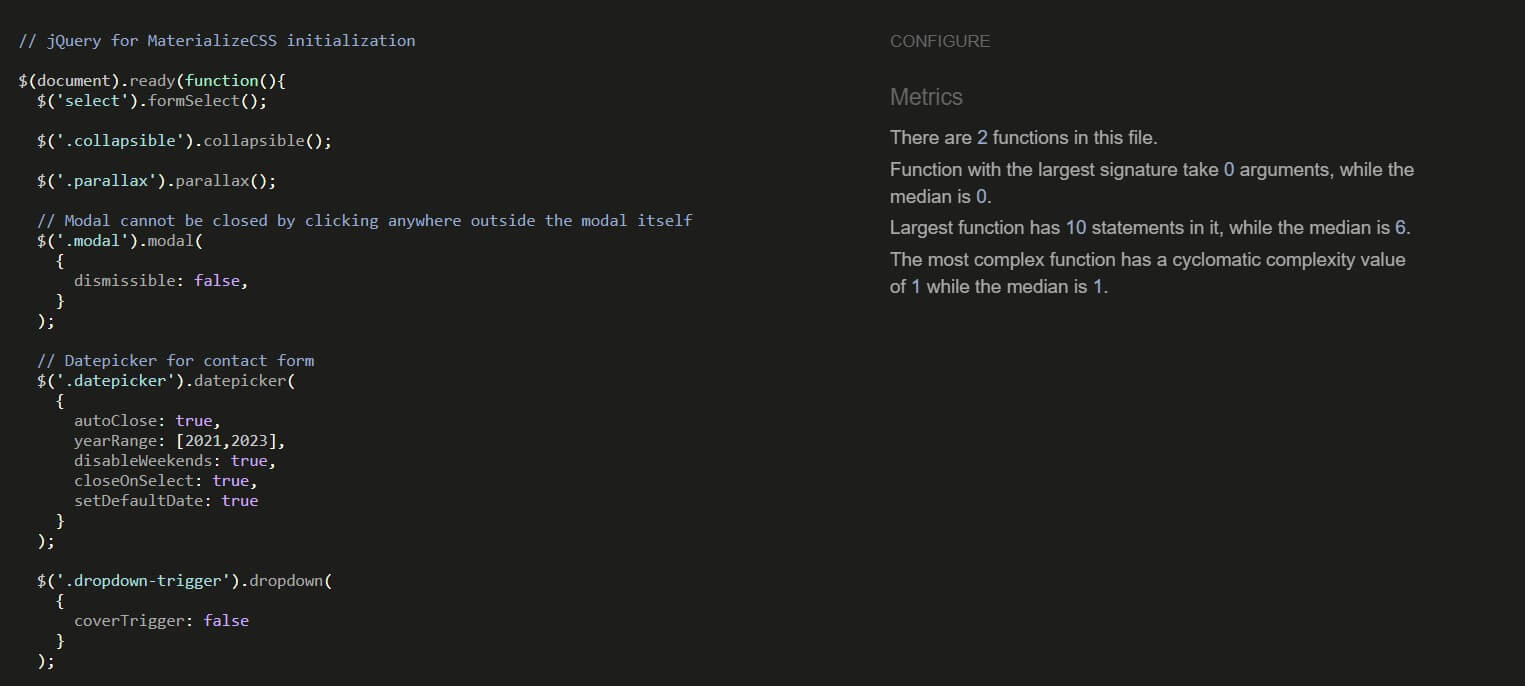 // jQuery for MaterializeCSS initialization
$(document).ready(function(){
  $('select').formSelect();
  $('.collapsible').collapsible();
  $('.parallax').parallax();
  // Modal cannot be closed by clicking anywhere outside the modal itself
  $('.modal').modal(
    {
      dismissible: false,
    }
  );
  // Datepicker for contact form
  $('.datepicker').datepicker(
    {
      autoClose: true,
      yearRange: [2021,2023],
      disableWeekends: true,
      closeOnSelect: true,
      setDefaultDate: true
    }
  );
  $('.dropdown-trigger').dropdown(
    {
      coverTrigger: false
    }
  );
CONFIGURE
Metrics
There are 2 functions in this file.
Function with the largest signature take 0 arguments, while the
median is 0.
Largest function has 10 statements in it, while the median is 6.
The most complex function has a cyclomatic complexity value
of 1 while the median is 1.